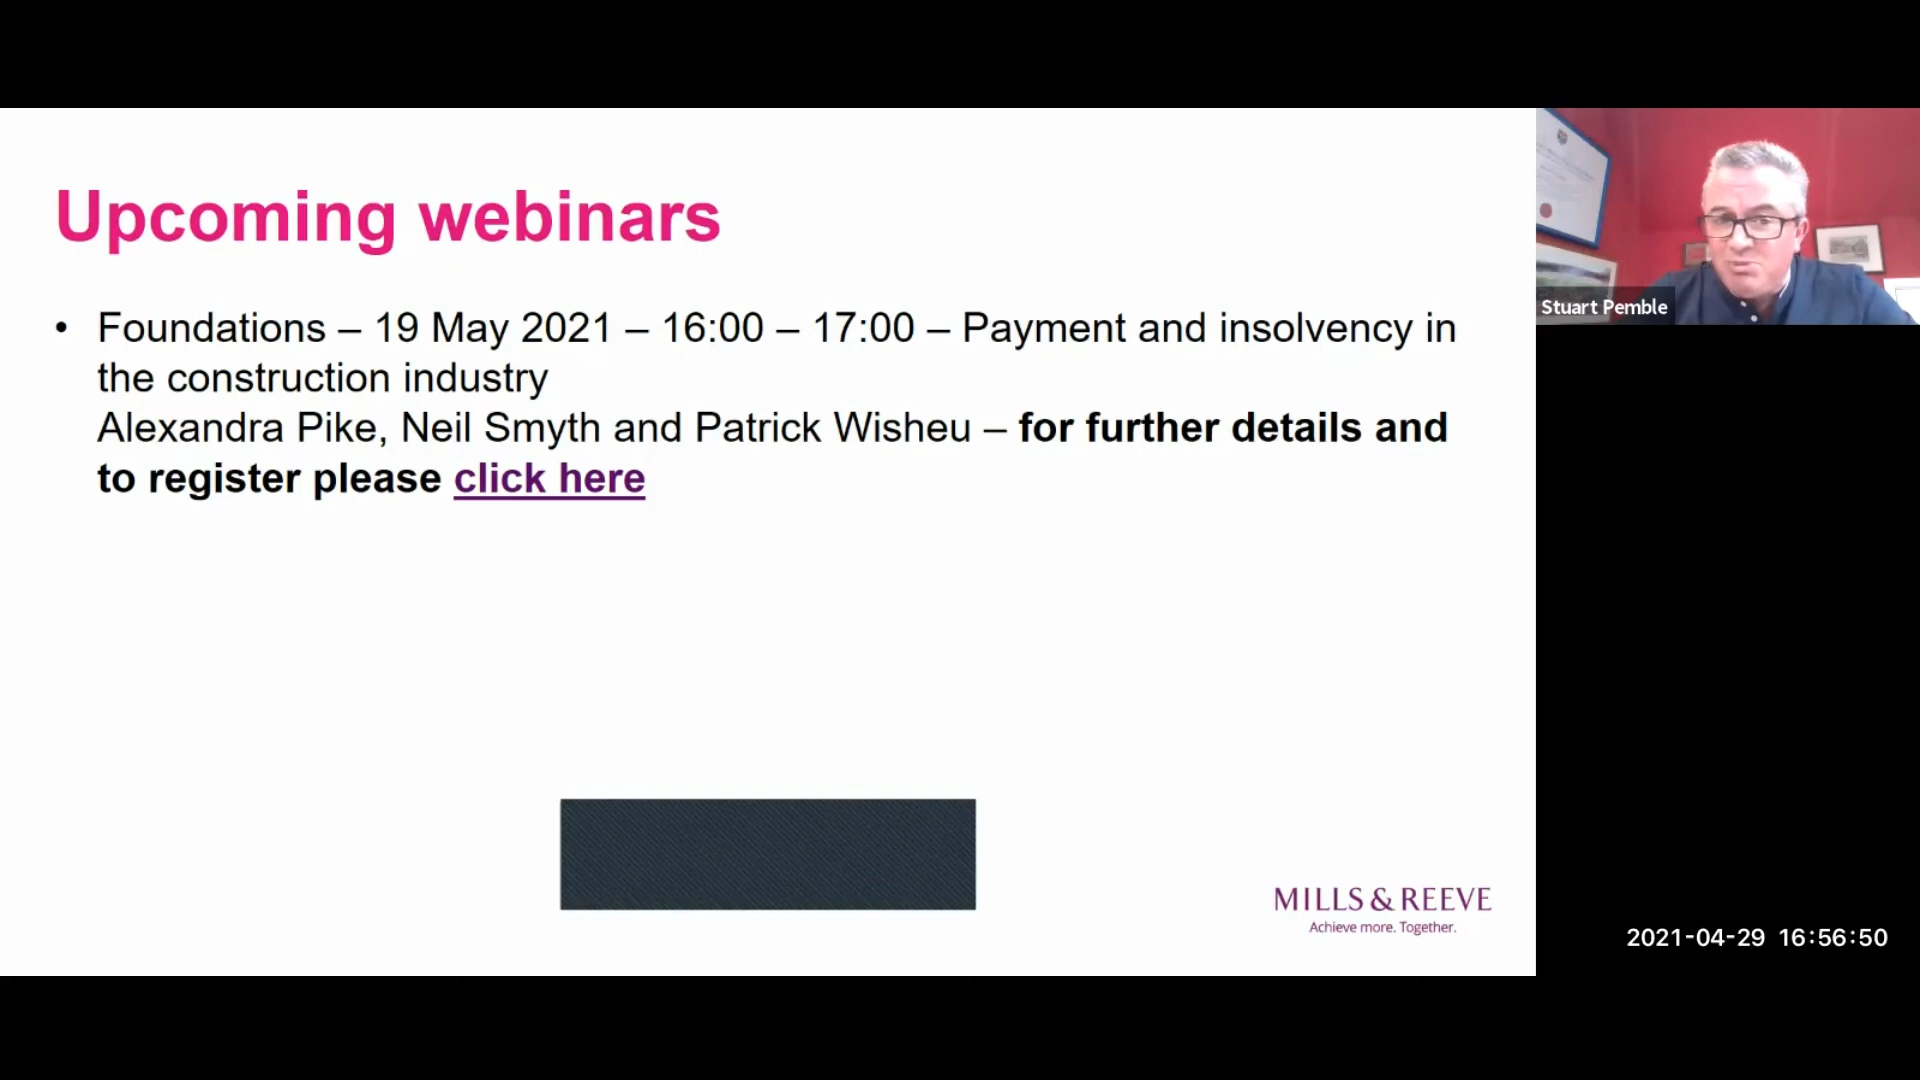 Upcoming webinars
• Foundations – 19 May 2021 – 16:00 – 17:00 – Payment and insolvency in
the construction industry
Alexandra Pike, Neil Smyth and Patrick Wisheu – for further details and
to register please click here
MILLS & REEVE
Achieve more. Together.
Stuart Pemble
2021-04-29 16:56:50